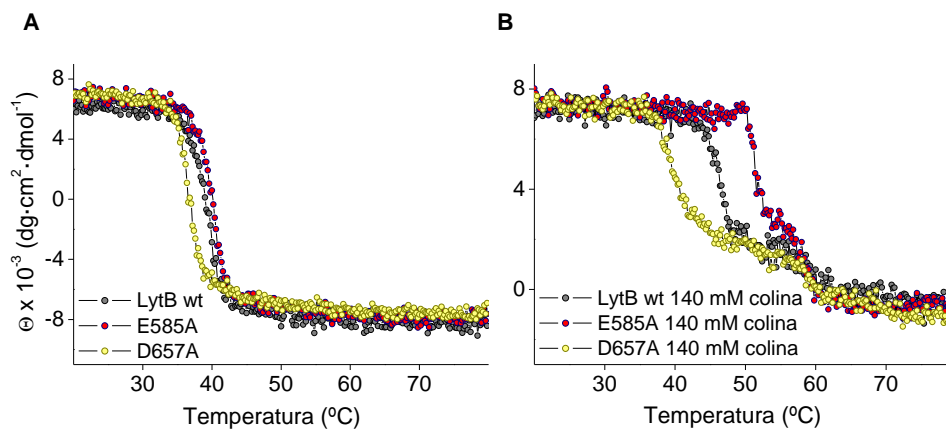 A
B
8
4
0
-4
-8
Θ x 10⁻³ (dg·cm²·dmol⁻¹)
LytB wt
E585A
D657A
30 40 50 60 70
Temperatura (ºC)
8
4
0
LytB wt 140 mM colina
E585A 140 mM colina
D657A 140 mM colina
30 40 50 60 70
Temperatura (ºC)